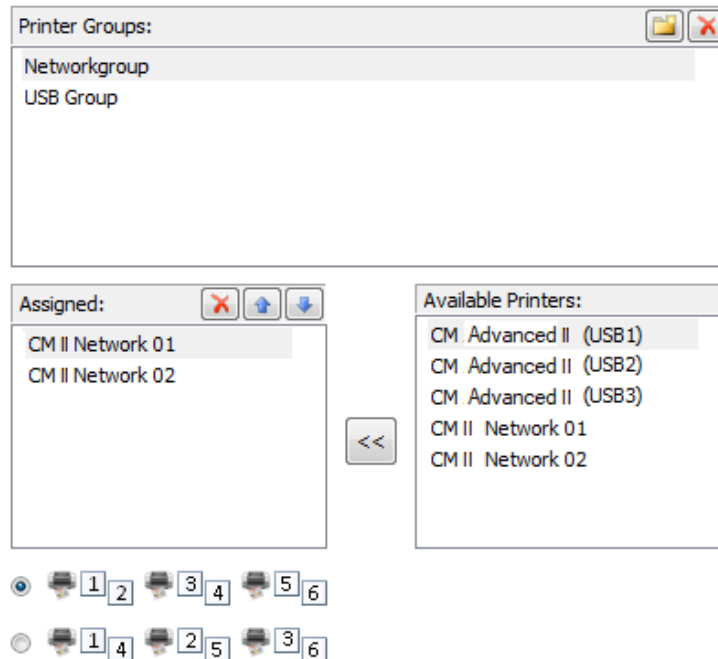 Printer Groups:
Networkgroup
USB Group
Assigned:
CM II Network 01
CM II Network 02
<<
Available Printers:
CM Advanced II (USB1)
CM Advanced II (USB2)
CM Advanced II (USB3)
CM II Network 01
CM II Network 02
1 2 3 4 5 6
1 4 2 5 3 6